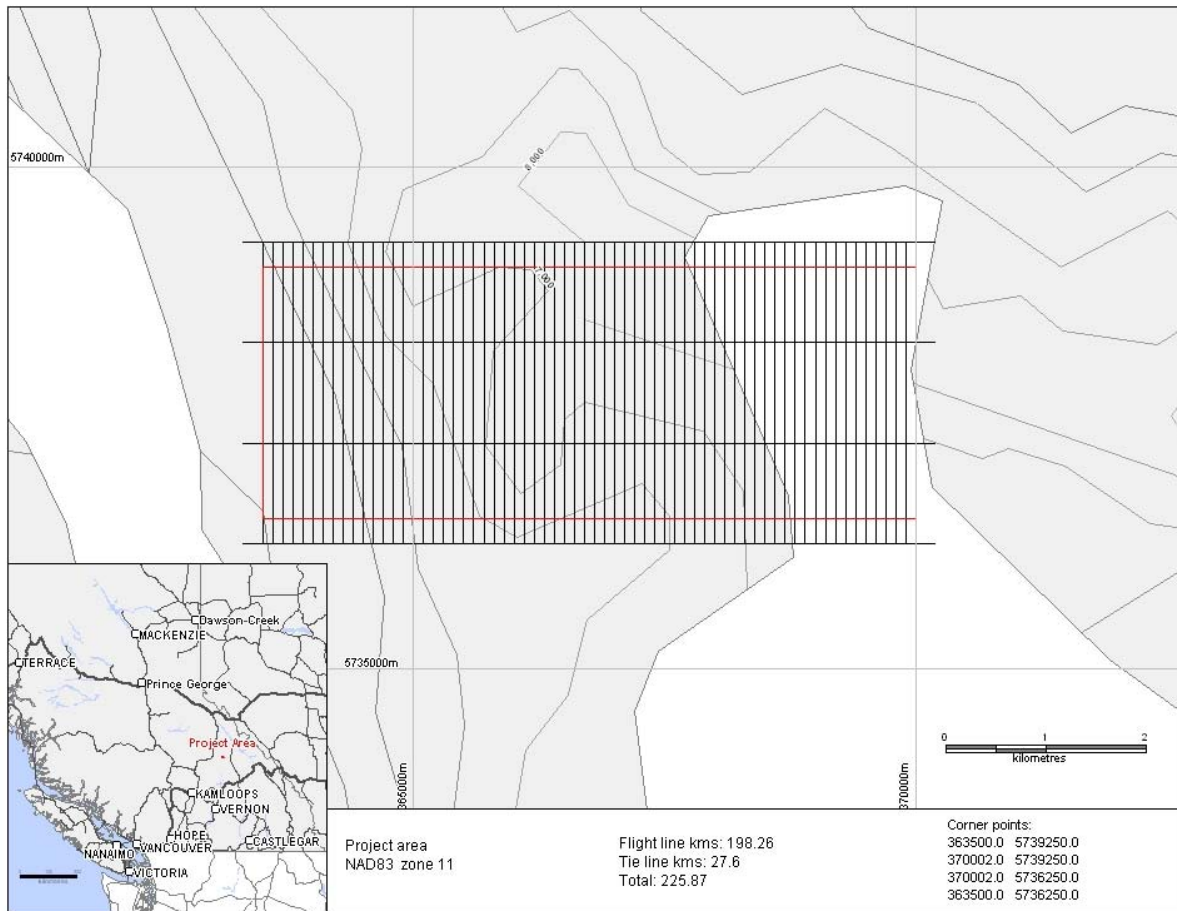 5740000m
8,000
7,000
5735000m
365000m
370000m
0 1 2
kilometres
Dawson-Creek
MACKENZIE
TERRACE
Prince George
Project Area
KAMLOOPS
VERNON
HOPE
CASTLEGAR
NANAIMO
VANCOUVER
VICTORIA
Project area
NAD83 zone 11
Flight line kms: 198.26
Tie line kms: 27.6
Total: 225.87
Corner points:
363500.0 5739250.0
370002.0 5739250.0
370002.0 5736250.0
363500.0 5736250.0